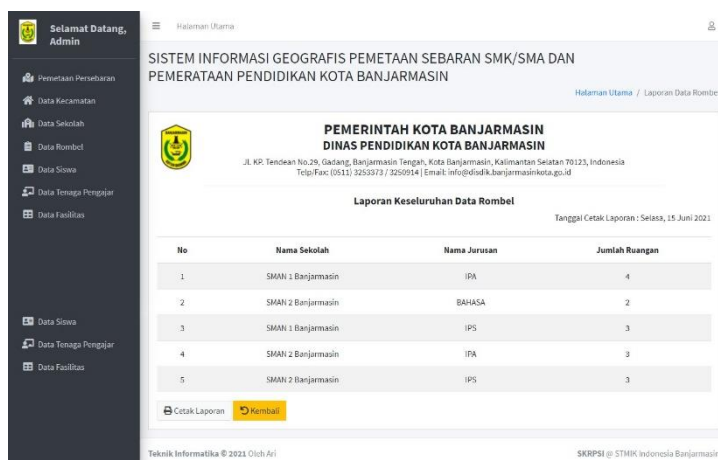 Selamat Datang,
Admin
Pemetaan Persebaran
Data Kecamatan
Data Sekolah
Data Rombel
Data Siswa
Data Tenaga Pengajar
Data Fasilitas
Data Siswa
Data Tenaga Pengajar
Data Fasilitas
Halaman Utama
SISTEM INFORMASI GEOGRAFIS PEMETAAN SEBARAN SMK/SMA DAN
PEMERATAAN PENDIDIKAN KOTA BANJARMASIN
Halaman Utama / Laporan Data Rombe
PEMERINTAH KOTA BANJARMASIN
DINAS PENDIDIKAN KOTA BANJARMASIN
Jl. KP. Tendean No.29, Gadang, Banjarmasin Tengah, Kota Banjarmasin, Kalimantan Selatan 70123, Indonesia
Telp/Fax: (0511) 3253373 / 3250914 | Email: info@disdik.banjarmasinkota.go.id
Laporan Keseluruhan Data Rombel
Tanggal Cetak Laporan : Selasa, 15 Juni 2021
No Nama Sekolah Nama Jurusan Jumlah Ruangan
1 SMAN 1 Banjarmasin IPA 4
2 SMAN 2 Banjarmasin BAHASA 2
3 SMAN 1 Banjarmasin IPS 3
4 SMAN 2 Banjarmasin IPA 3
5 SMAN 2 Banjarmasin IPS 3
Cetak Laporan Kembali
Teknik Informatika © 2021 Oleh Ari
SKRPSI @ STMIK Indonesia Banjarmasin